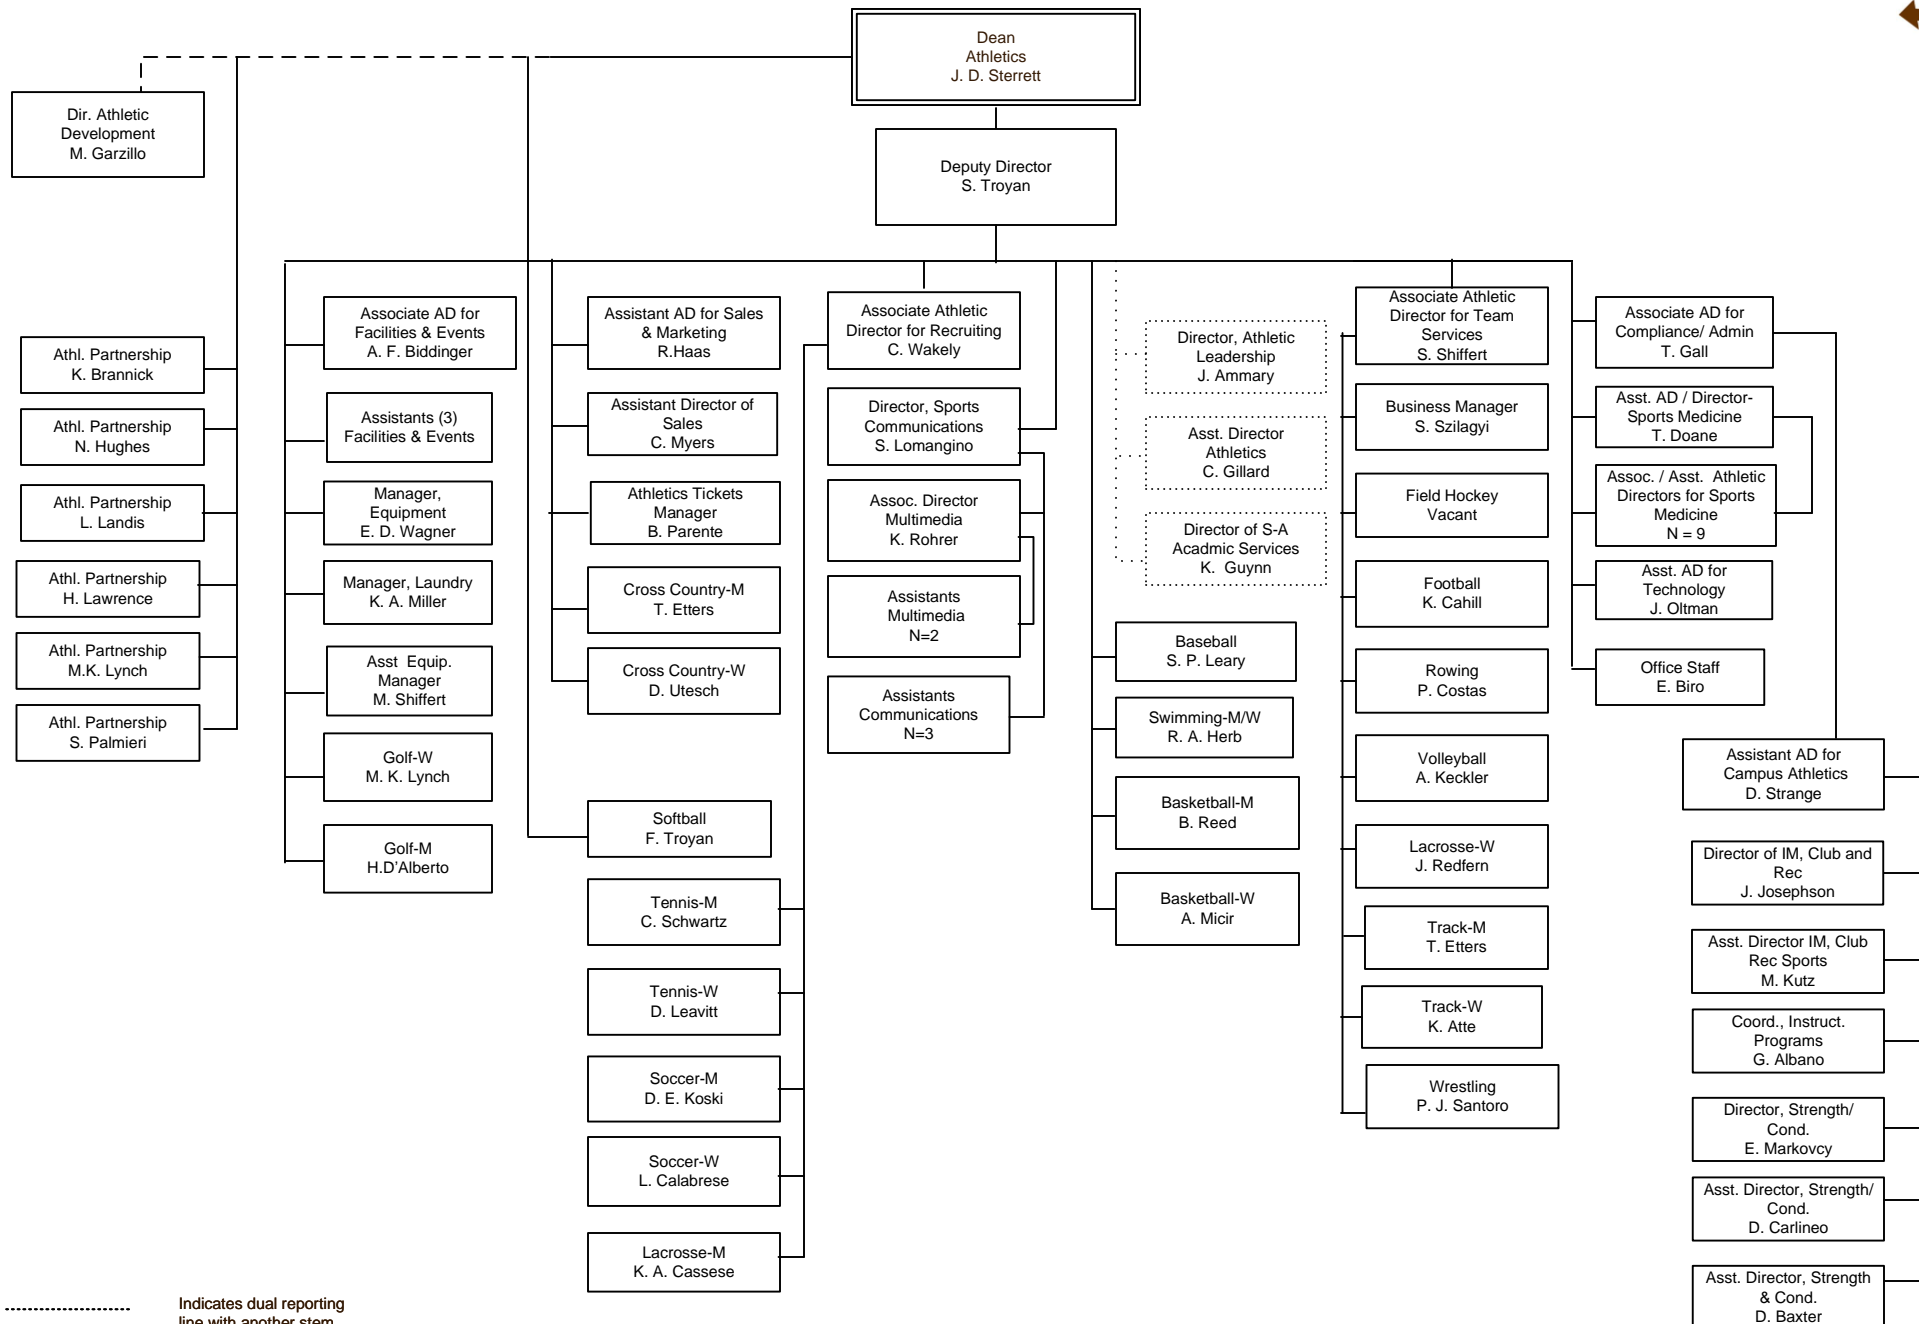 Dean
Athletics
J. D. Sterrett
Dir. Athletic
Development
M. Garzillo
Deputy Director
S. Troyan
Athl. Partnership
K. Brannick
Athl. Partnership
N. Hughes
Athl. Partnership
L. Landis
Athl. Partnership
H. Lawrence
Athl. Partnership
M.K. Lynch
Athl. Partnership
S. Palmieri
Associate AD for
Facilities & Events
A. F. Biddinger
Assistants (3)
Facilities & Events
Manager,
Equipment
E. D. Wagner
Manager, Laundry
K. A. Miller
Asst  Equip.
Manager
M. Shiffert
Golf-W
M. K. Lynch
Golf-M
H.D'Alberto
Assistant AD for Sales
& Marketing
R.Haas
Assistant Director of
Sales
C. Myers
Athletics Tickets
Manager
B. Parente
Cross Country-M
T. Etters
Cross Country-W
D. Utesch
Softball
F. Troyan
Tennis-M
C. Schwartz
Tennis-W
D. Leavitt
Soccer-M
D. E. Koski
Soccer-W
L. Calabrese
Lacrosse-M
K. A. Cassese
Associate Athletic
Director for Recruiting
C. Wakely
Director, Sports
Communications
S. Lomangino
Assoc. Director
Multimedia
K. Rohrer
Assistants
Multimedia
N=2
Assistants
Communications
N=3
Director, Athletic
Leadership
J. Ammary
Asst. Director
Athletics
C. Gillard
Director of S-A
Acadmic Services
K.  Guynn
Baseball
S. P. Leary
Swimming-M/W
R. A. Herb
Basketball-M
B. Reed
Basketball-W
A. Micir
Associate Athletic
Director for Team
Services
S. Shiffert
Business Manager
S. Szilagyi
Field Hockey
Vacant
Football
K. Cahill
Rowing
P. Costas
Volleyball
A. Keckler
Lacrosse-W
J. Redfern
Track-M
T. Etters
Track-W
K. Atte
Wrestling
P. J. Santoro
Associate AD for
Compliance/ Admin
T. Gall
Asst. AD / Director-
Sports Medicine
T. Doane
Assoc. / Asst.  Athletic
Directors for Sports
Medicine
N = 9
Asst. AD for
Technology
J. Oltman
Office Staff
E. Biro
Assistant AD for
Campus Athletics
D. Strange
Director of IM, Club and
Rec
J. Josephson
Asst. Director IM, Club
Rec Sports
M. Kutz
Coord., Instruct.
Programs
G. Albano
Director, Strength/
Cond.
E. Markovcy
Asst. Director, Strength/
Cond.
D. Carlineo
Asst. Director, Strength
& Cond.
D. Baxter
Indicates dual reporting
line with another stem